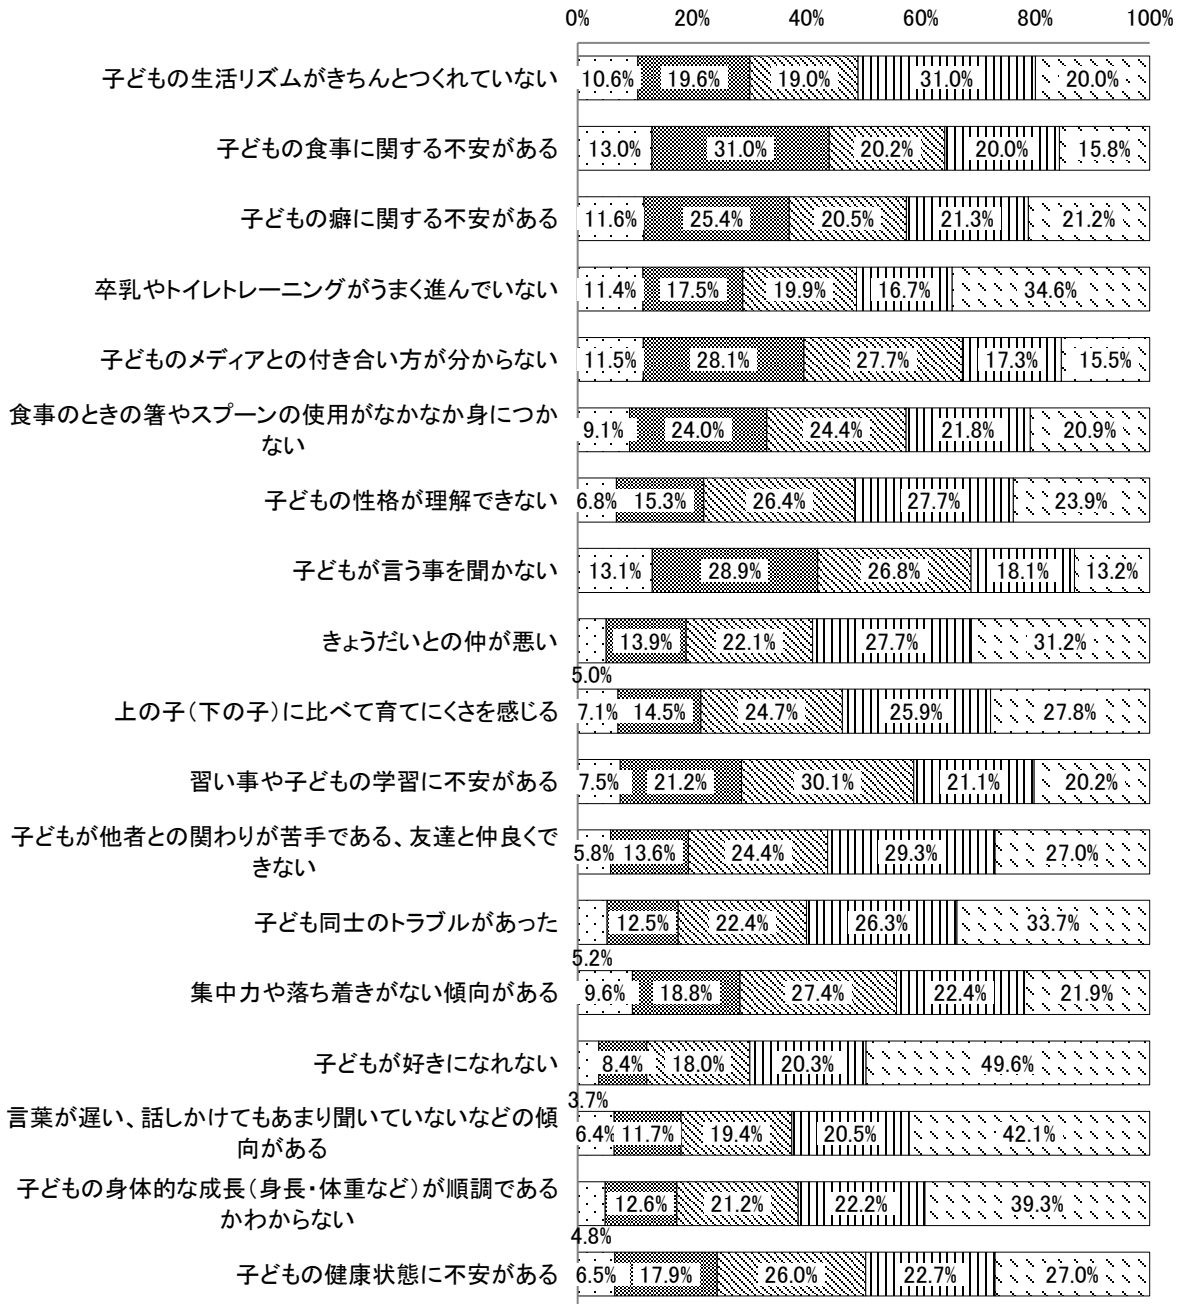 0% 20% 40% 60% 80% 100%
子どもの生活リズムがきちんとつくれていない 10.6% 19.6% 19.0% 31.0% 20.0%
子どもの食事に関する不安がある 13.0% 31.0% 20.2% 20.0% 15.8%
子どもの癖に関する不安がある 11.6% 25.4% 20.5% 21.3% 21.2%
卒乳やトイレトレーニングがうまく進んでいない 11.4% 17.5% 19.9% 16.7% 34.6%
子どものメディアとの付き合い方が分からない 11.5% 28.1% 27.7% 17.3% 15.5%
食事のときの箸やスプーンの使用がなかなか身につか
ない
9.1% 24.0% 24.4% 21.8% 20.9%
子どもの性格が理解できない 6.8% 15.3% 26.4% 27.7% 23.9%
子どもが言う事を聞かない 13.1% 28.9% 26.8% 18.1% 13.2%
きょうだいとの仲が悪い 13.9% 22.1% 27.7% 31.2%
5.0%
上の子（下の子）に比べて育てにくさを感じる 7.1% 14.5% 24.7% 25.9% 27.8%
習い事や子どもの学習に不安がある 7.5% 21.2% 30.1% 21.1% 20.2%
子どもが他者との関わりが苦手である、友達と仲良くで
きない
5.8% 13.6% 24.4% 29.3% 27.0%
子ども同士のトラブルがあった 12.5% 22.4% 26.3% 33.7%
5.2%
集中力や落ち着きがない傾向がある 9.6% 18.8% 27.4% 22.4% 21.9%
子どもが好きになれない 8.4% 18.0% 20.3% 49.6%
3.7%
言葉が遅い、話しかけてもあまり聞いていないなどの傾
向がある
6.4% 11.7% 19.4% 20.5% 42.1%
子どもの身体的な成長（身長・体重など）が順調である
かわからない
12.6% 21.2% 22.2% 39.3%
4.8%
子どもの健康状態に不安がある 6.5% 17.9% 26.0% 22.7% 27.0%